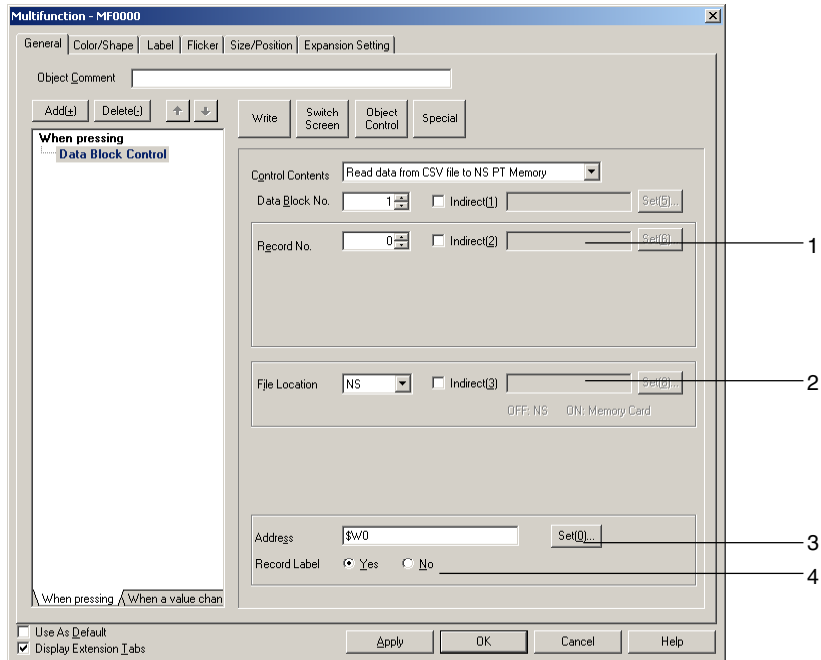 Multifunction - MF0000
General Color/Shape Label Flicker Size/Position Expansion Setting
Object Comment
Add(+) Delete(-) Write Switch Screen Object Control Special
When pressing
Data Block Control
Control Contents Read data from CSV file to NS PT Memory
Data Block No. 1 Indirect(1) Set(5)...
Record No. 0 Indirect(2) Set(6)... 1
File Location NS Indirect(3) Set(8)... 2
OFF: NS ON: Memory Card
Address $W0 Set(0)... 3
Record Label Yes No 4
When pressing When a value chan
Use As Default
Display Extension Tabs
Apply OK Cancel Help